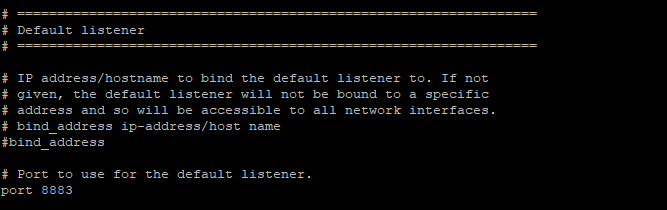 # =================================================================
# Default listener
# =================================================================
# IP address/hostname to bind the default listener to. If not
# given, the default listener will not be bound to a specific
# address and so will be accessible to all network interfaces.
# bind_address ip-address/host name
#bind_address
# Port to use for the default listener.
port 8883